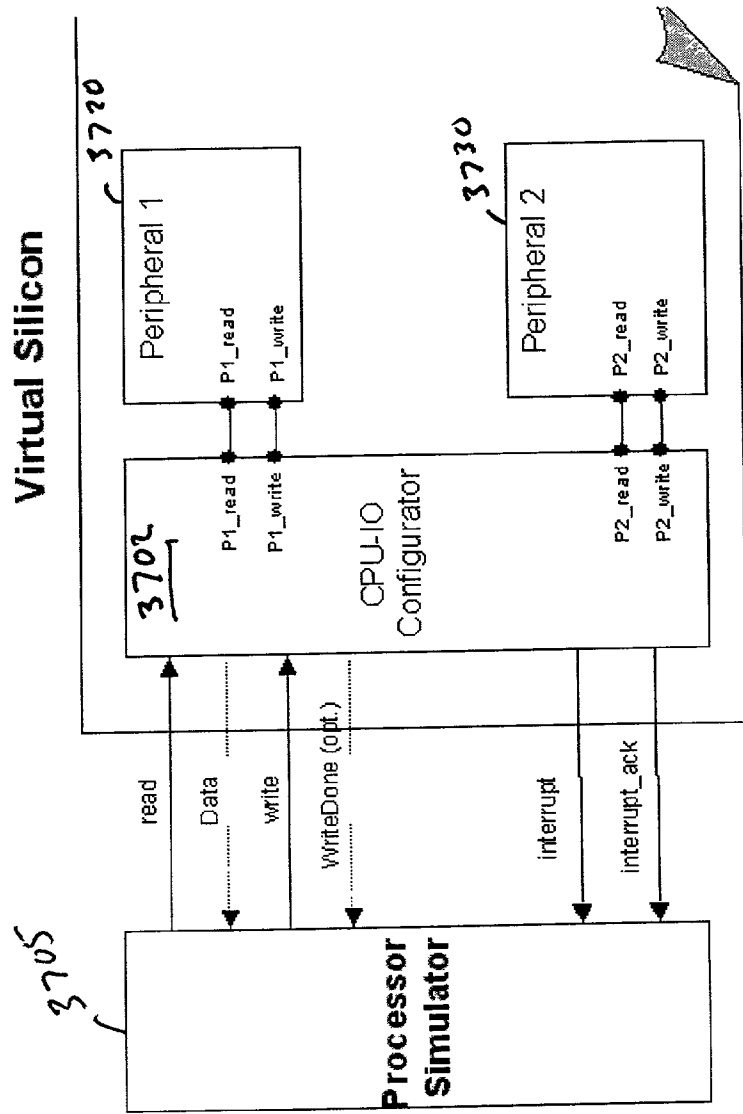 Virtual Silicon
3705
Processor
Simulator
read
Data
write
WriteDone (opt.)
interrupt
interrupt_ack
3702
CPU-IO
Configurator
P1_read
P1_write
P2_read
P2_write
3720
Peripheral 1
P1_read
P1_write
3730
Peripheral 2
P2_read
P2_write